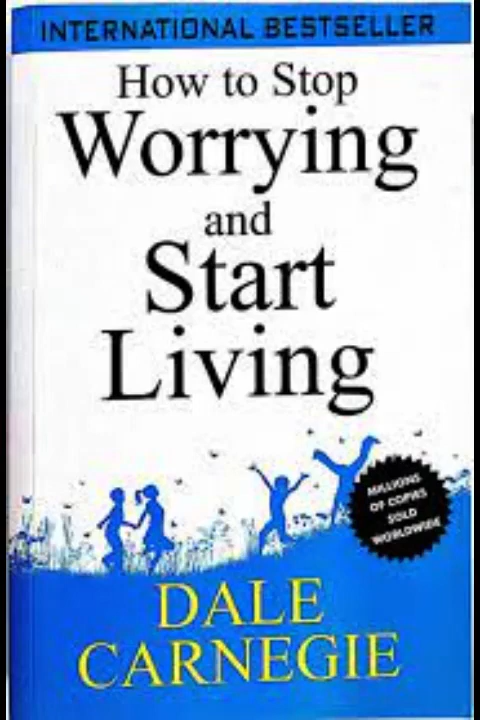 INTERNATIONAL BESTSELLER
How to Stop
Worrying
and
Start
Living
MILLIONS
OF COPIES
SOLD
WORLDWIDE
DALE
CARNEGIE